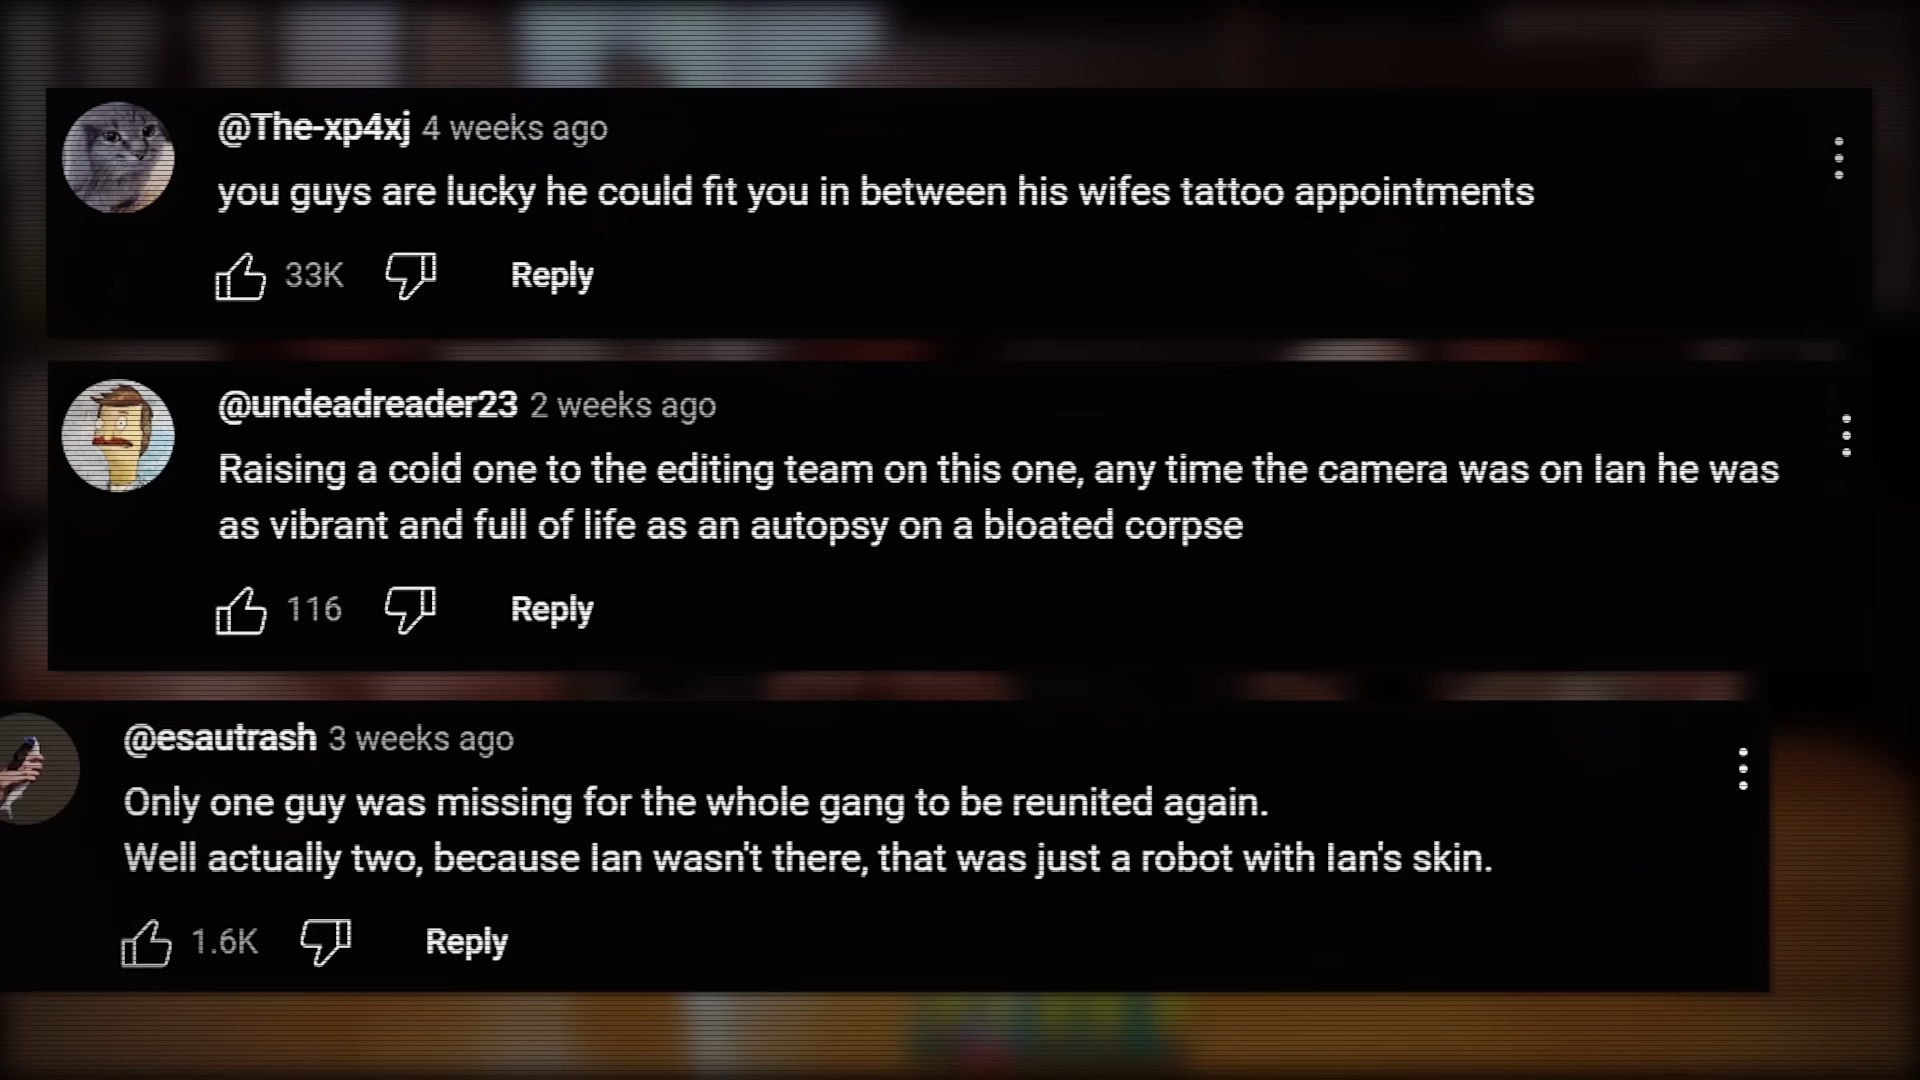 @The-xp4xj 4 weeks ago
you guys are lucky he could fit you in between his wifes tattoo appointments
33K Reply
@undeadreader23 2 weeks ago
Raising a cold one to the editing team on this one, any time the camera was on Ian he was
as vibrant and full of life as an autopsy on a bloated corpse
116 Reply
@esautrash 3 weeks ago
Only one guy was missing for the whole gang to be reunited again.
Well actually two, because Ian wasn't there, that was just a robot with Ian's skin.
1.6K Reply